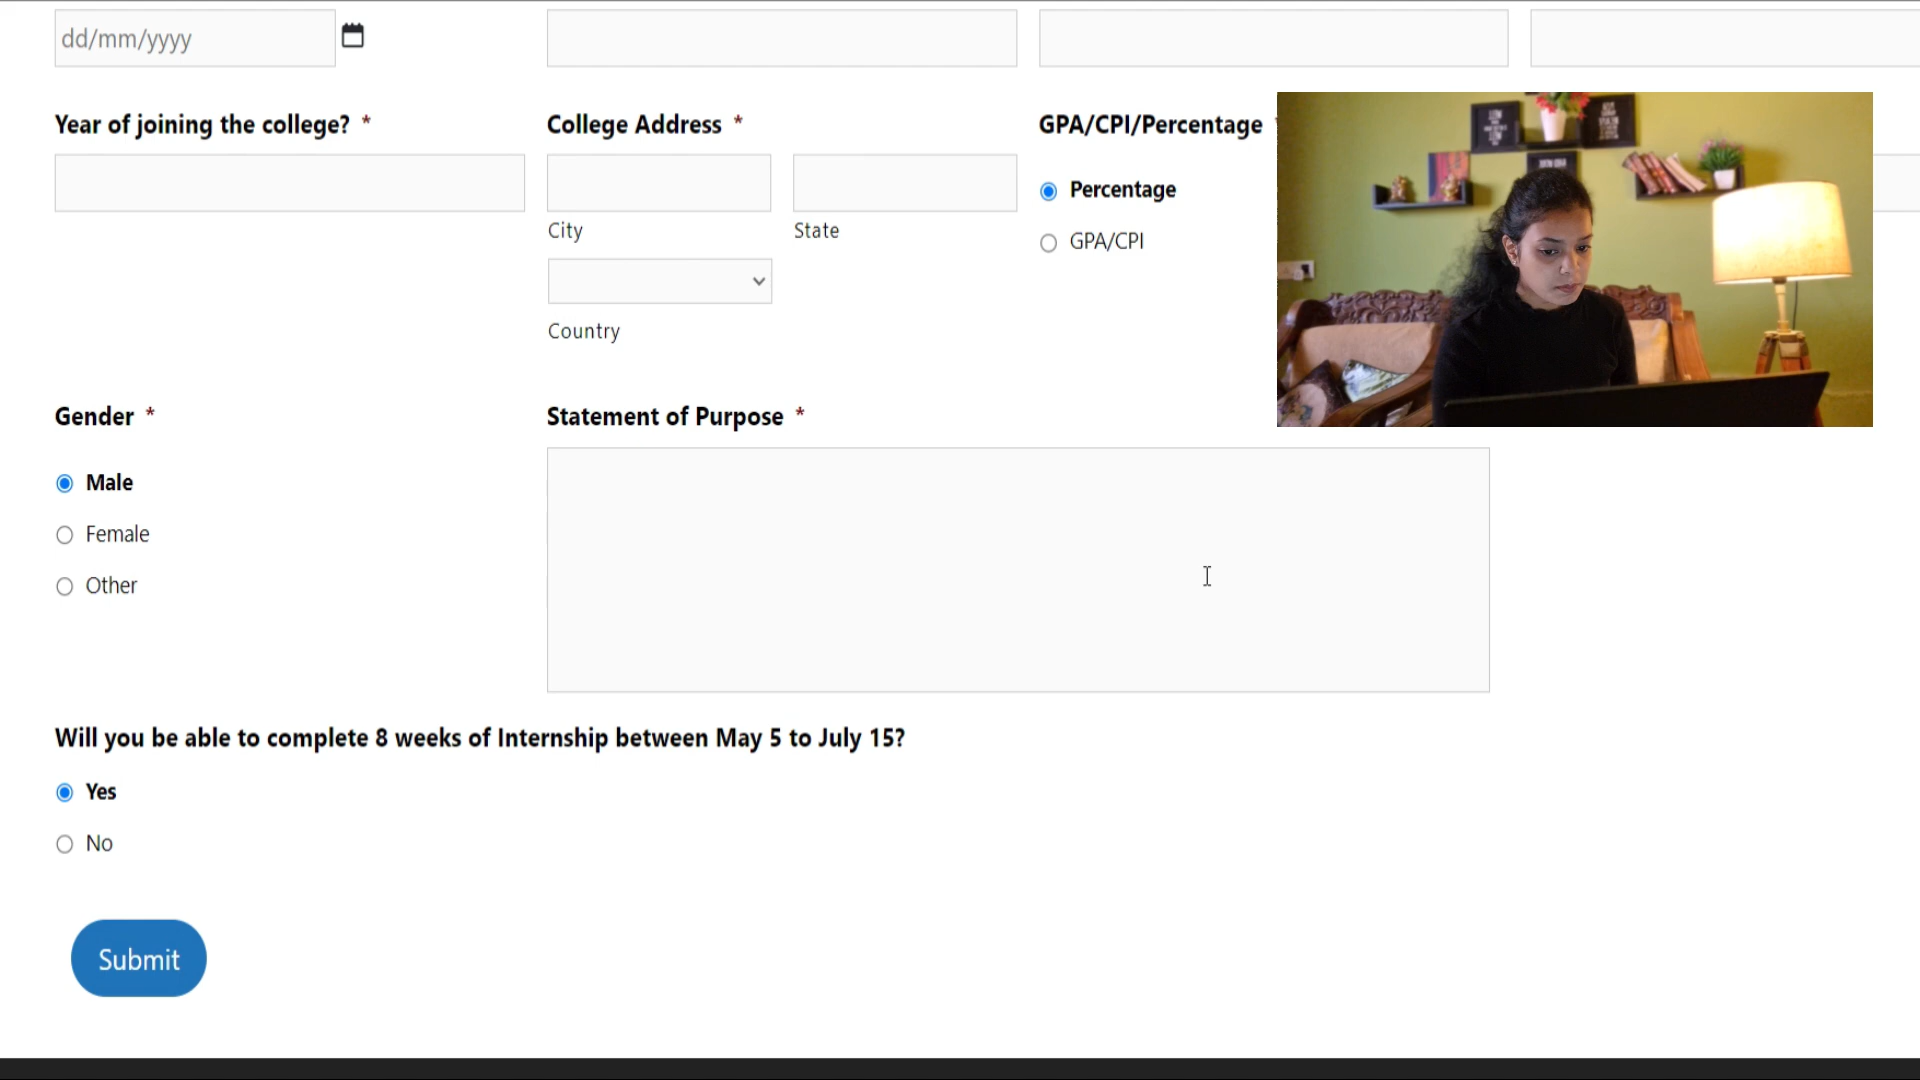 dd/mm/yyyy
Year of joining the college? *
College Address *
GPA/CPI/Percentage
City
State
Percentage
GPA/CPI
Country
Gender *
Statement of Purpose *
Male
Female
Other
Will you be able to complete 8 weeks of Internship between May 5 to July 15?
Yes
No
Submit